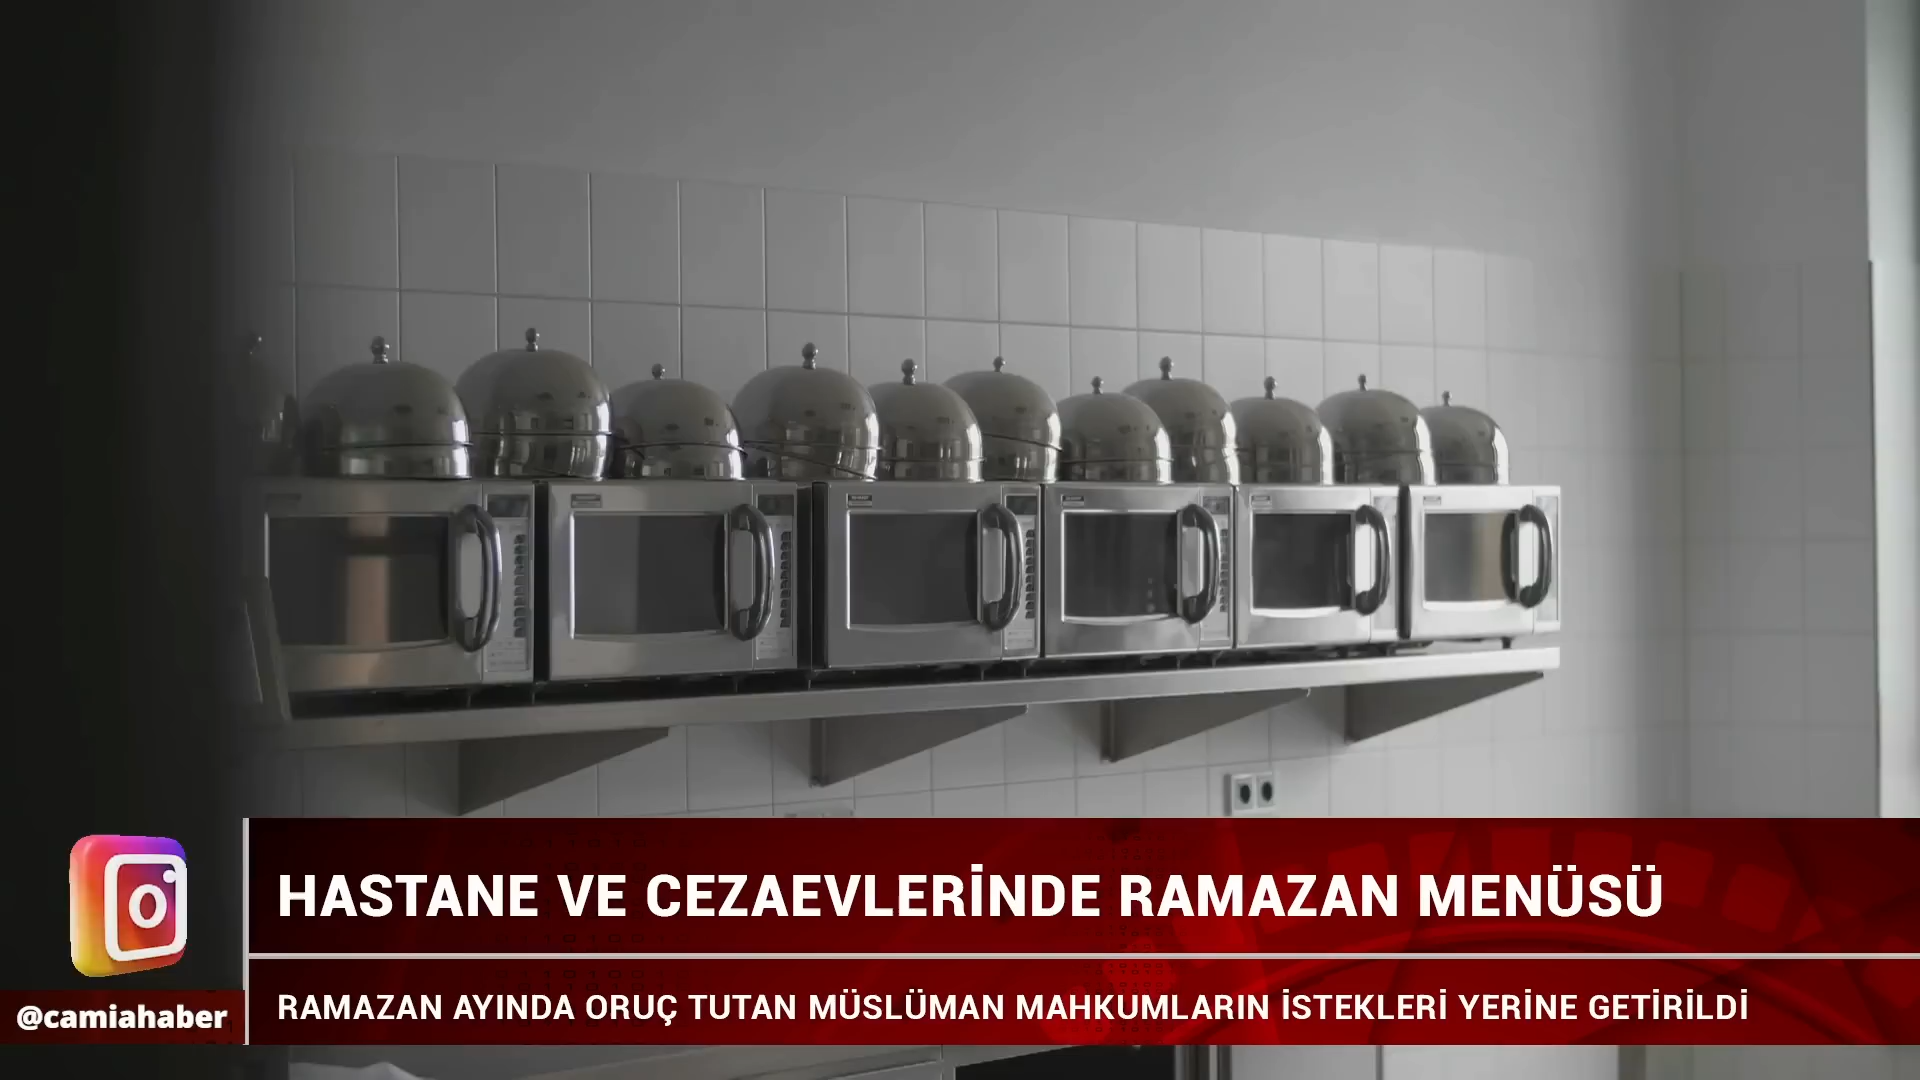 HASTANE VE CEZAEVLERİNDE RAMAZAN MENÜSÜ
RAMAZAN AYINDA ORUÇ TUTAN MÜSLÜMAN MAHKUMLARIN İSTEKLERİ YERİNE GETİRİLDİ
@camiahaber